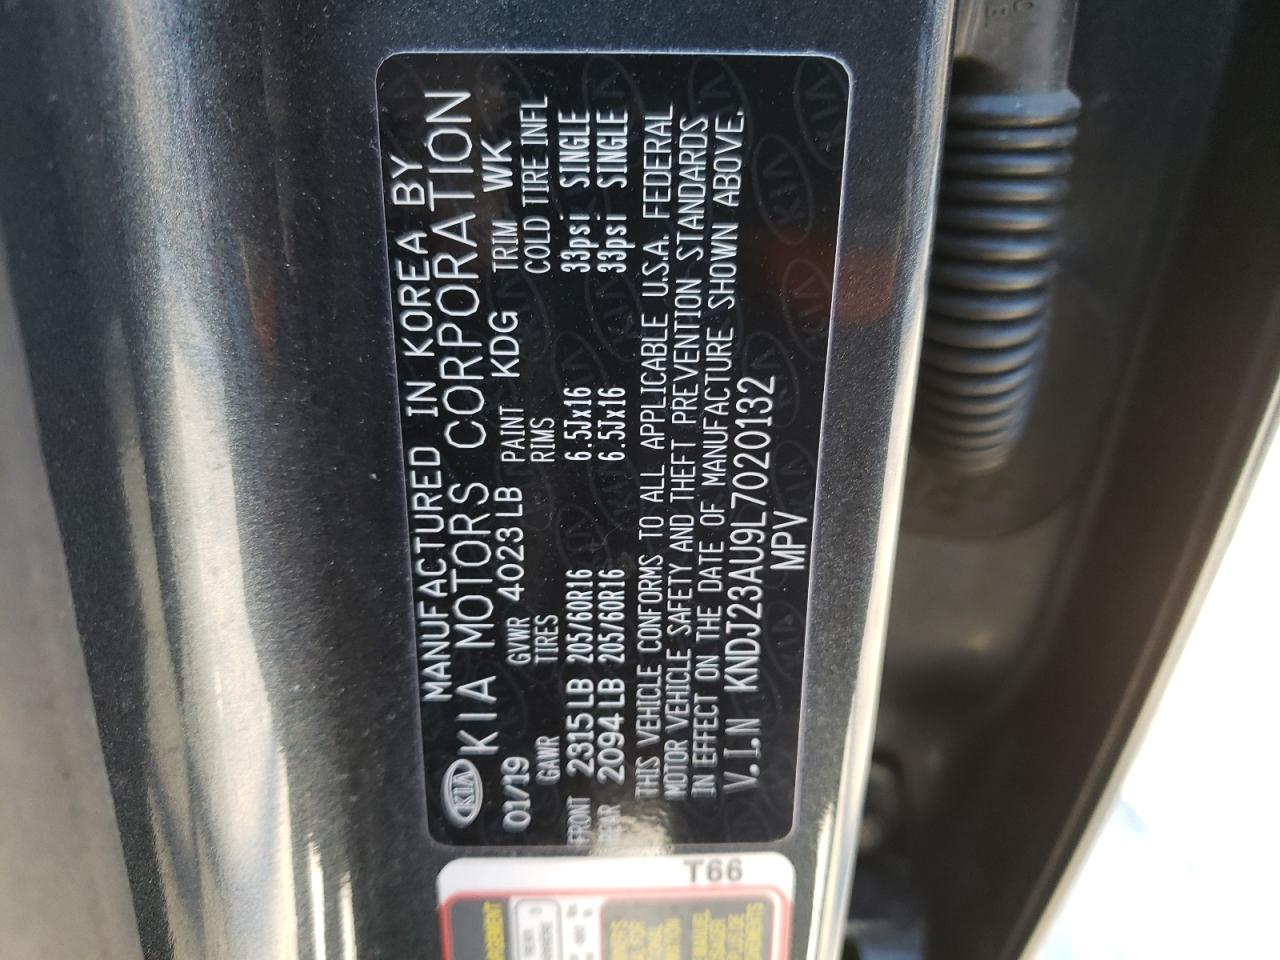 MANUFACTURED IN KOREA BY
KIA KIA MOTORS CORPORATION
01/19 GVWR 4023 LB PAINT KDG TRIM WK
GAWR TIRES RIMS COLD TIRE INFL
FRONT 2315 LB 205/60R16 6.5Jx16 33psi SINGLE
REAR 2094 LB 205/60R16 6.5Jx16 33psi SINGLE
THIS VEHICLE CONFORMS TO ALL APPLICABLE U.S.A. FEDERAL
MOTOR VEHICLE SAFETY AND THEFT PREVENTION STANDARDS
IN EFFECT ON THE DATE OF MANUFACTURE SHOWN ABOVE.
V.I.N KNDJ23AU9L7020132
MPV
T66